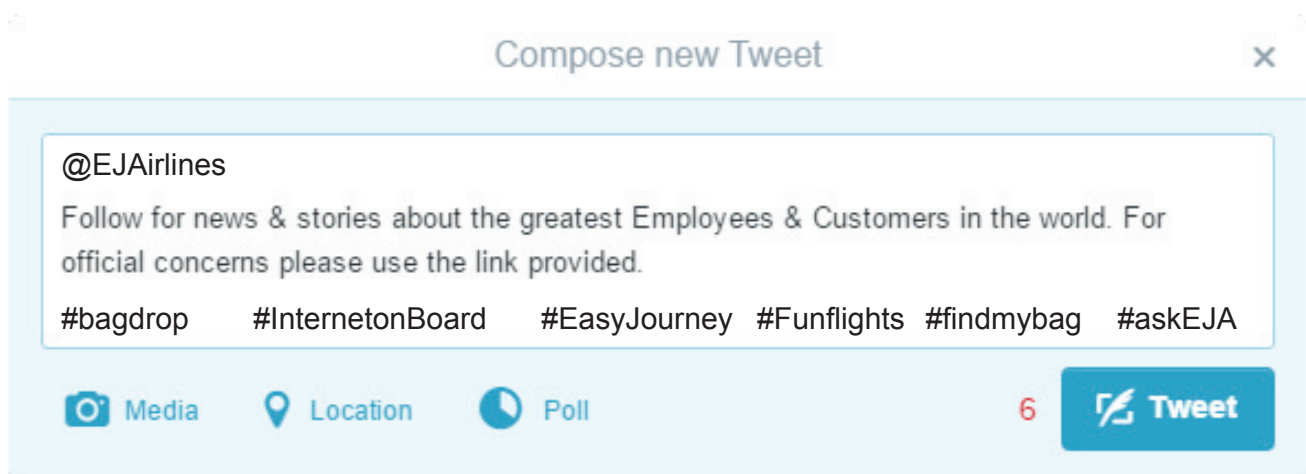 Compose new Tweet ×
@EJAirlines
Follow for news & stories about the greatest Employees & Customers in the world. For
official concerns please use the link provided.
#bagdrop #InternetonBoard #EasyJourney #Funflights #findmybag #askEJA
Media Location Poll 6 Tweet